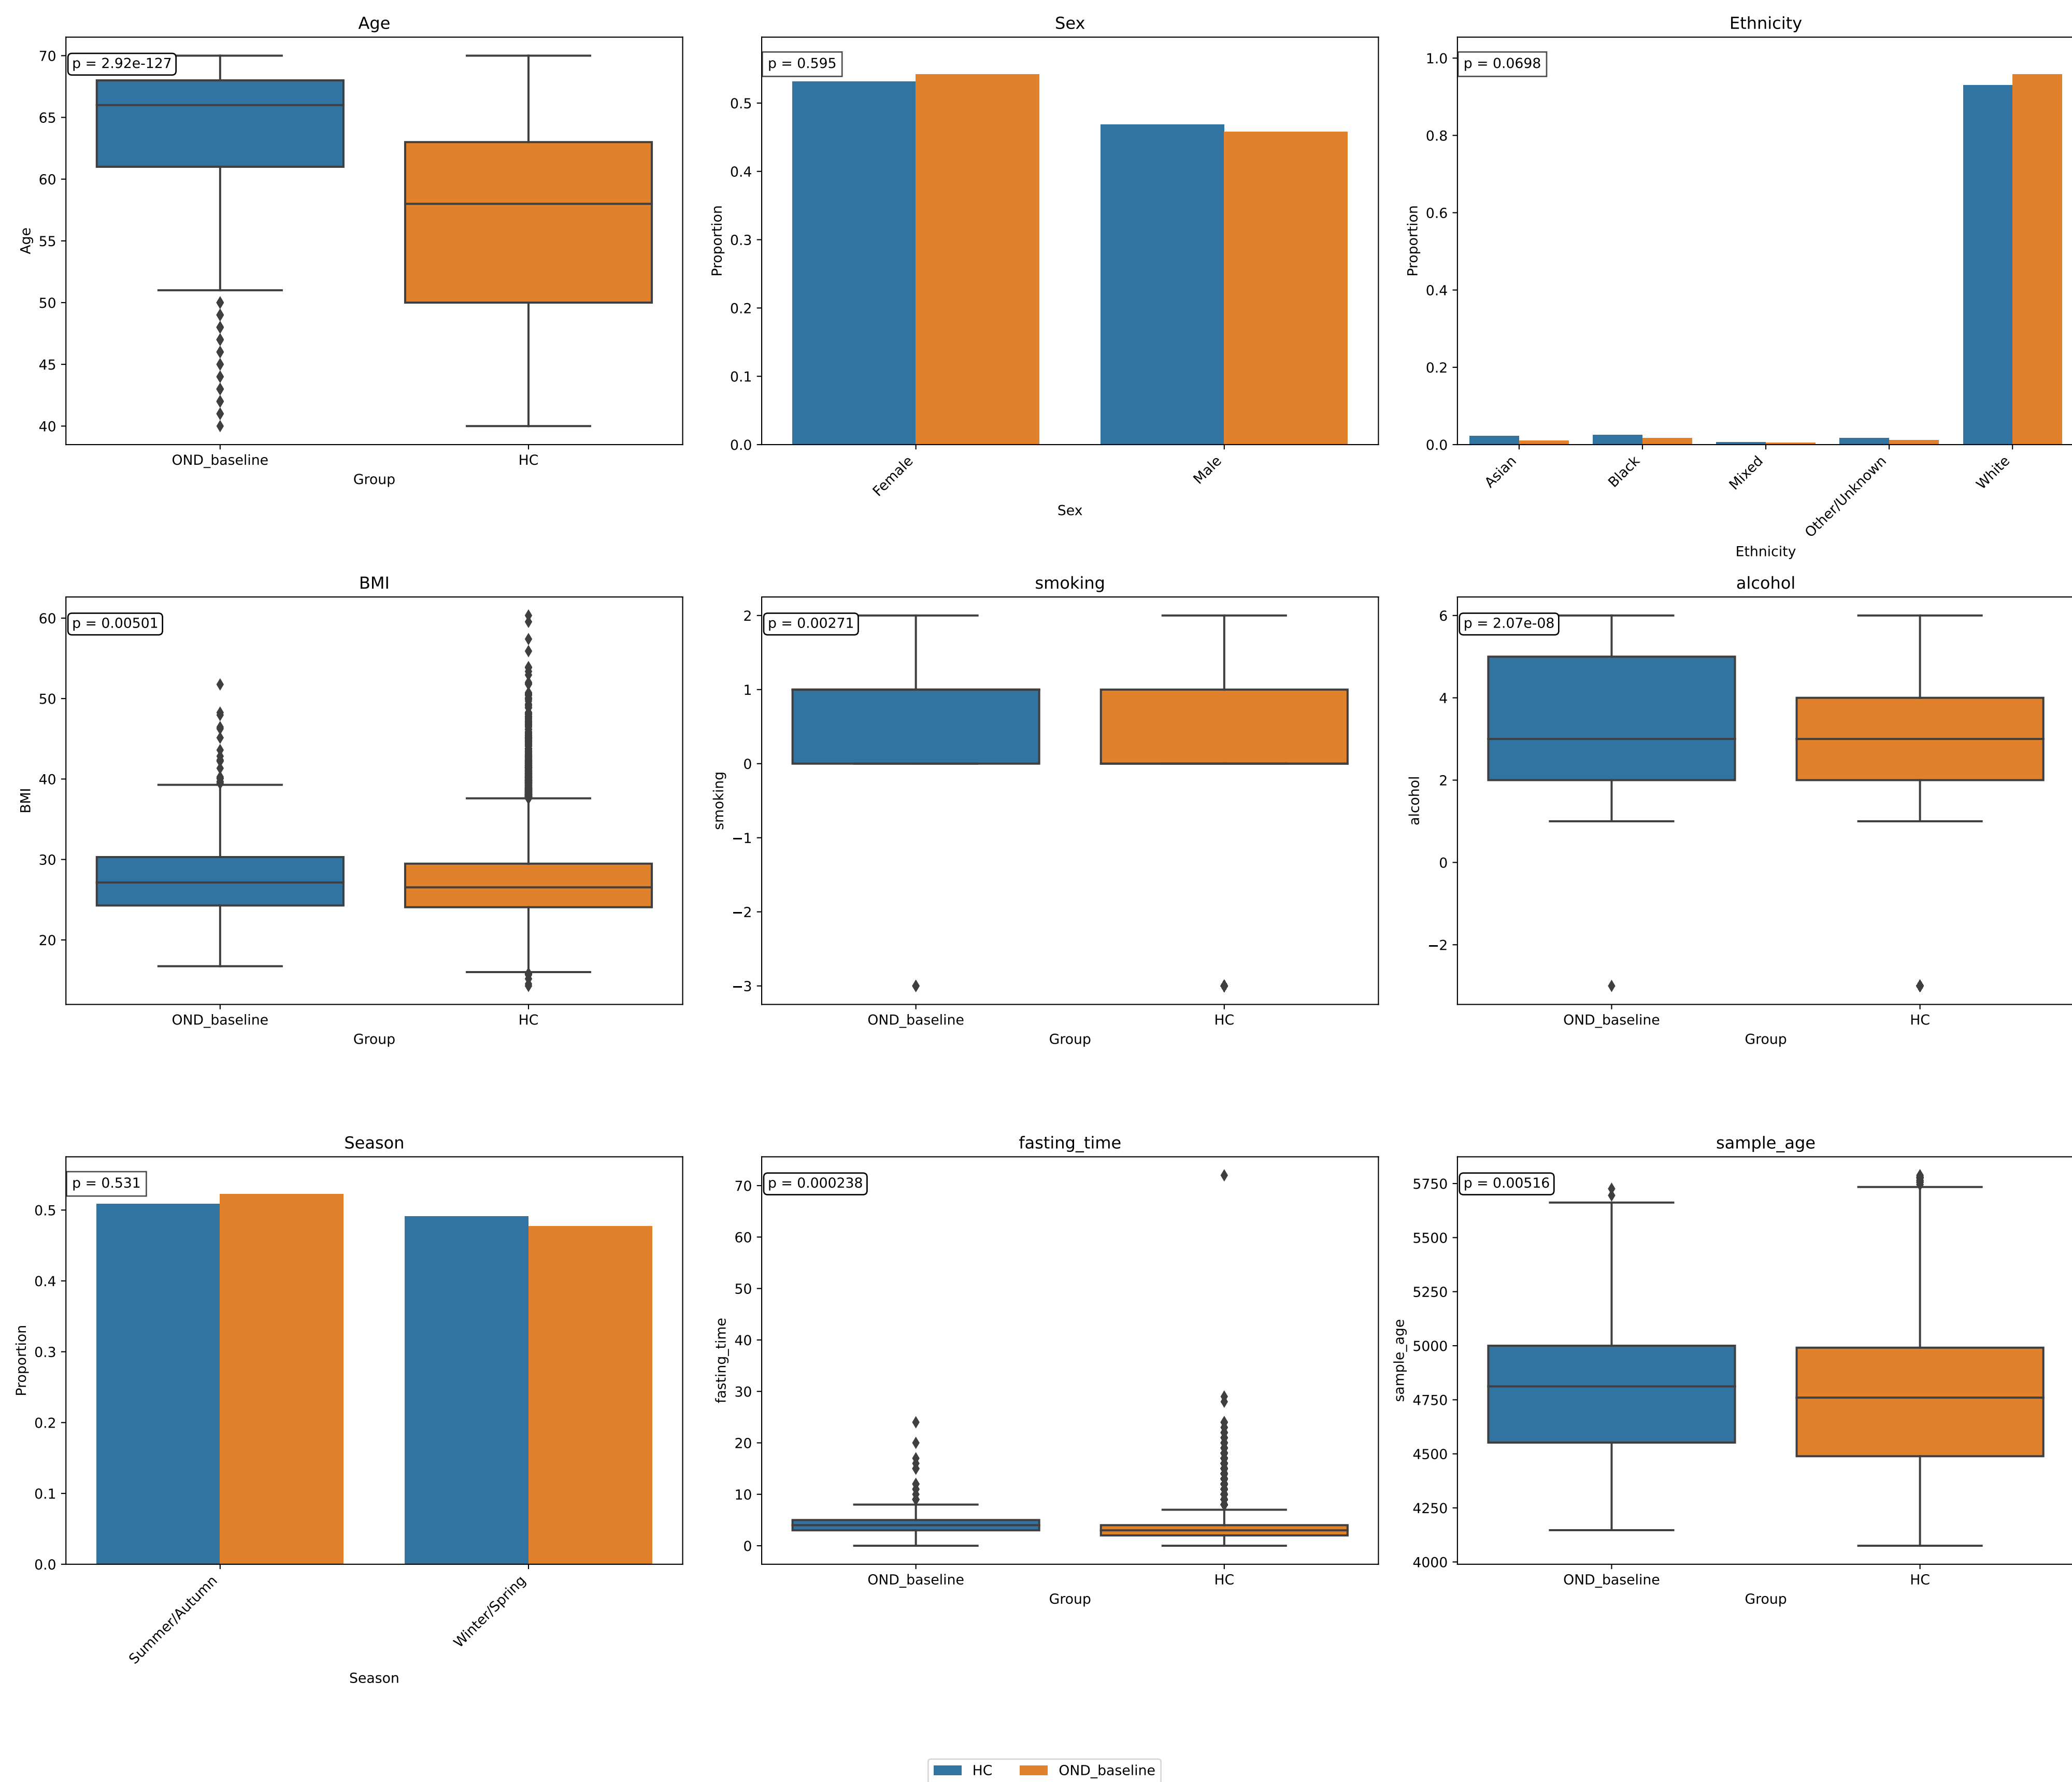 Age
p = 2.92e-127
70
65
60
55
50
45
40
Age
OND_baseline
HC
Group
Sex
p = 0.595
0.5
0.4
0.3
0.2
0.1
0.0
Proportion
Female
Male
Sex
Ethnicity
p = 0.0698
1.0
0.8
0.6
0.4
0.2
0.0
Proportion
Asian
Black
Mixed
Other/Unknown
White
Ethnicity
BMI
p = 0.00501
60
50
40
30
20
BMI
OND_baseline
HC
Group
smoking
p = 0.00271
2
1
0
−1
−2
−3
smoking
OND_baseline
HC
Group
alcohol
p = 2.07e-08
6
4
2
0
−2
alcohol
OND_baseline
HC
Group
Season
p = 0.531
0.5
0.4
0.3
0.2
0.1
0.0
Proportion
Summer/Autumn
Winter/Spring
Season
fasting_time
p = 0.000238
70
60
50
40
30
20
10
0
fasting_time
OND_baseline
HC
Group
sample_age
p = 0.00516
5750
5500
5250
5000
4750
4500
4250
4000
sample_age
OND_baseline
HC
Group
HC
OND_baseline